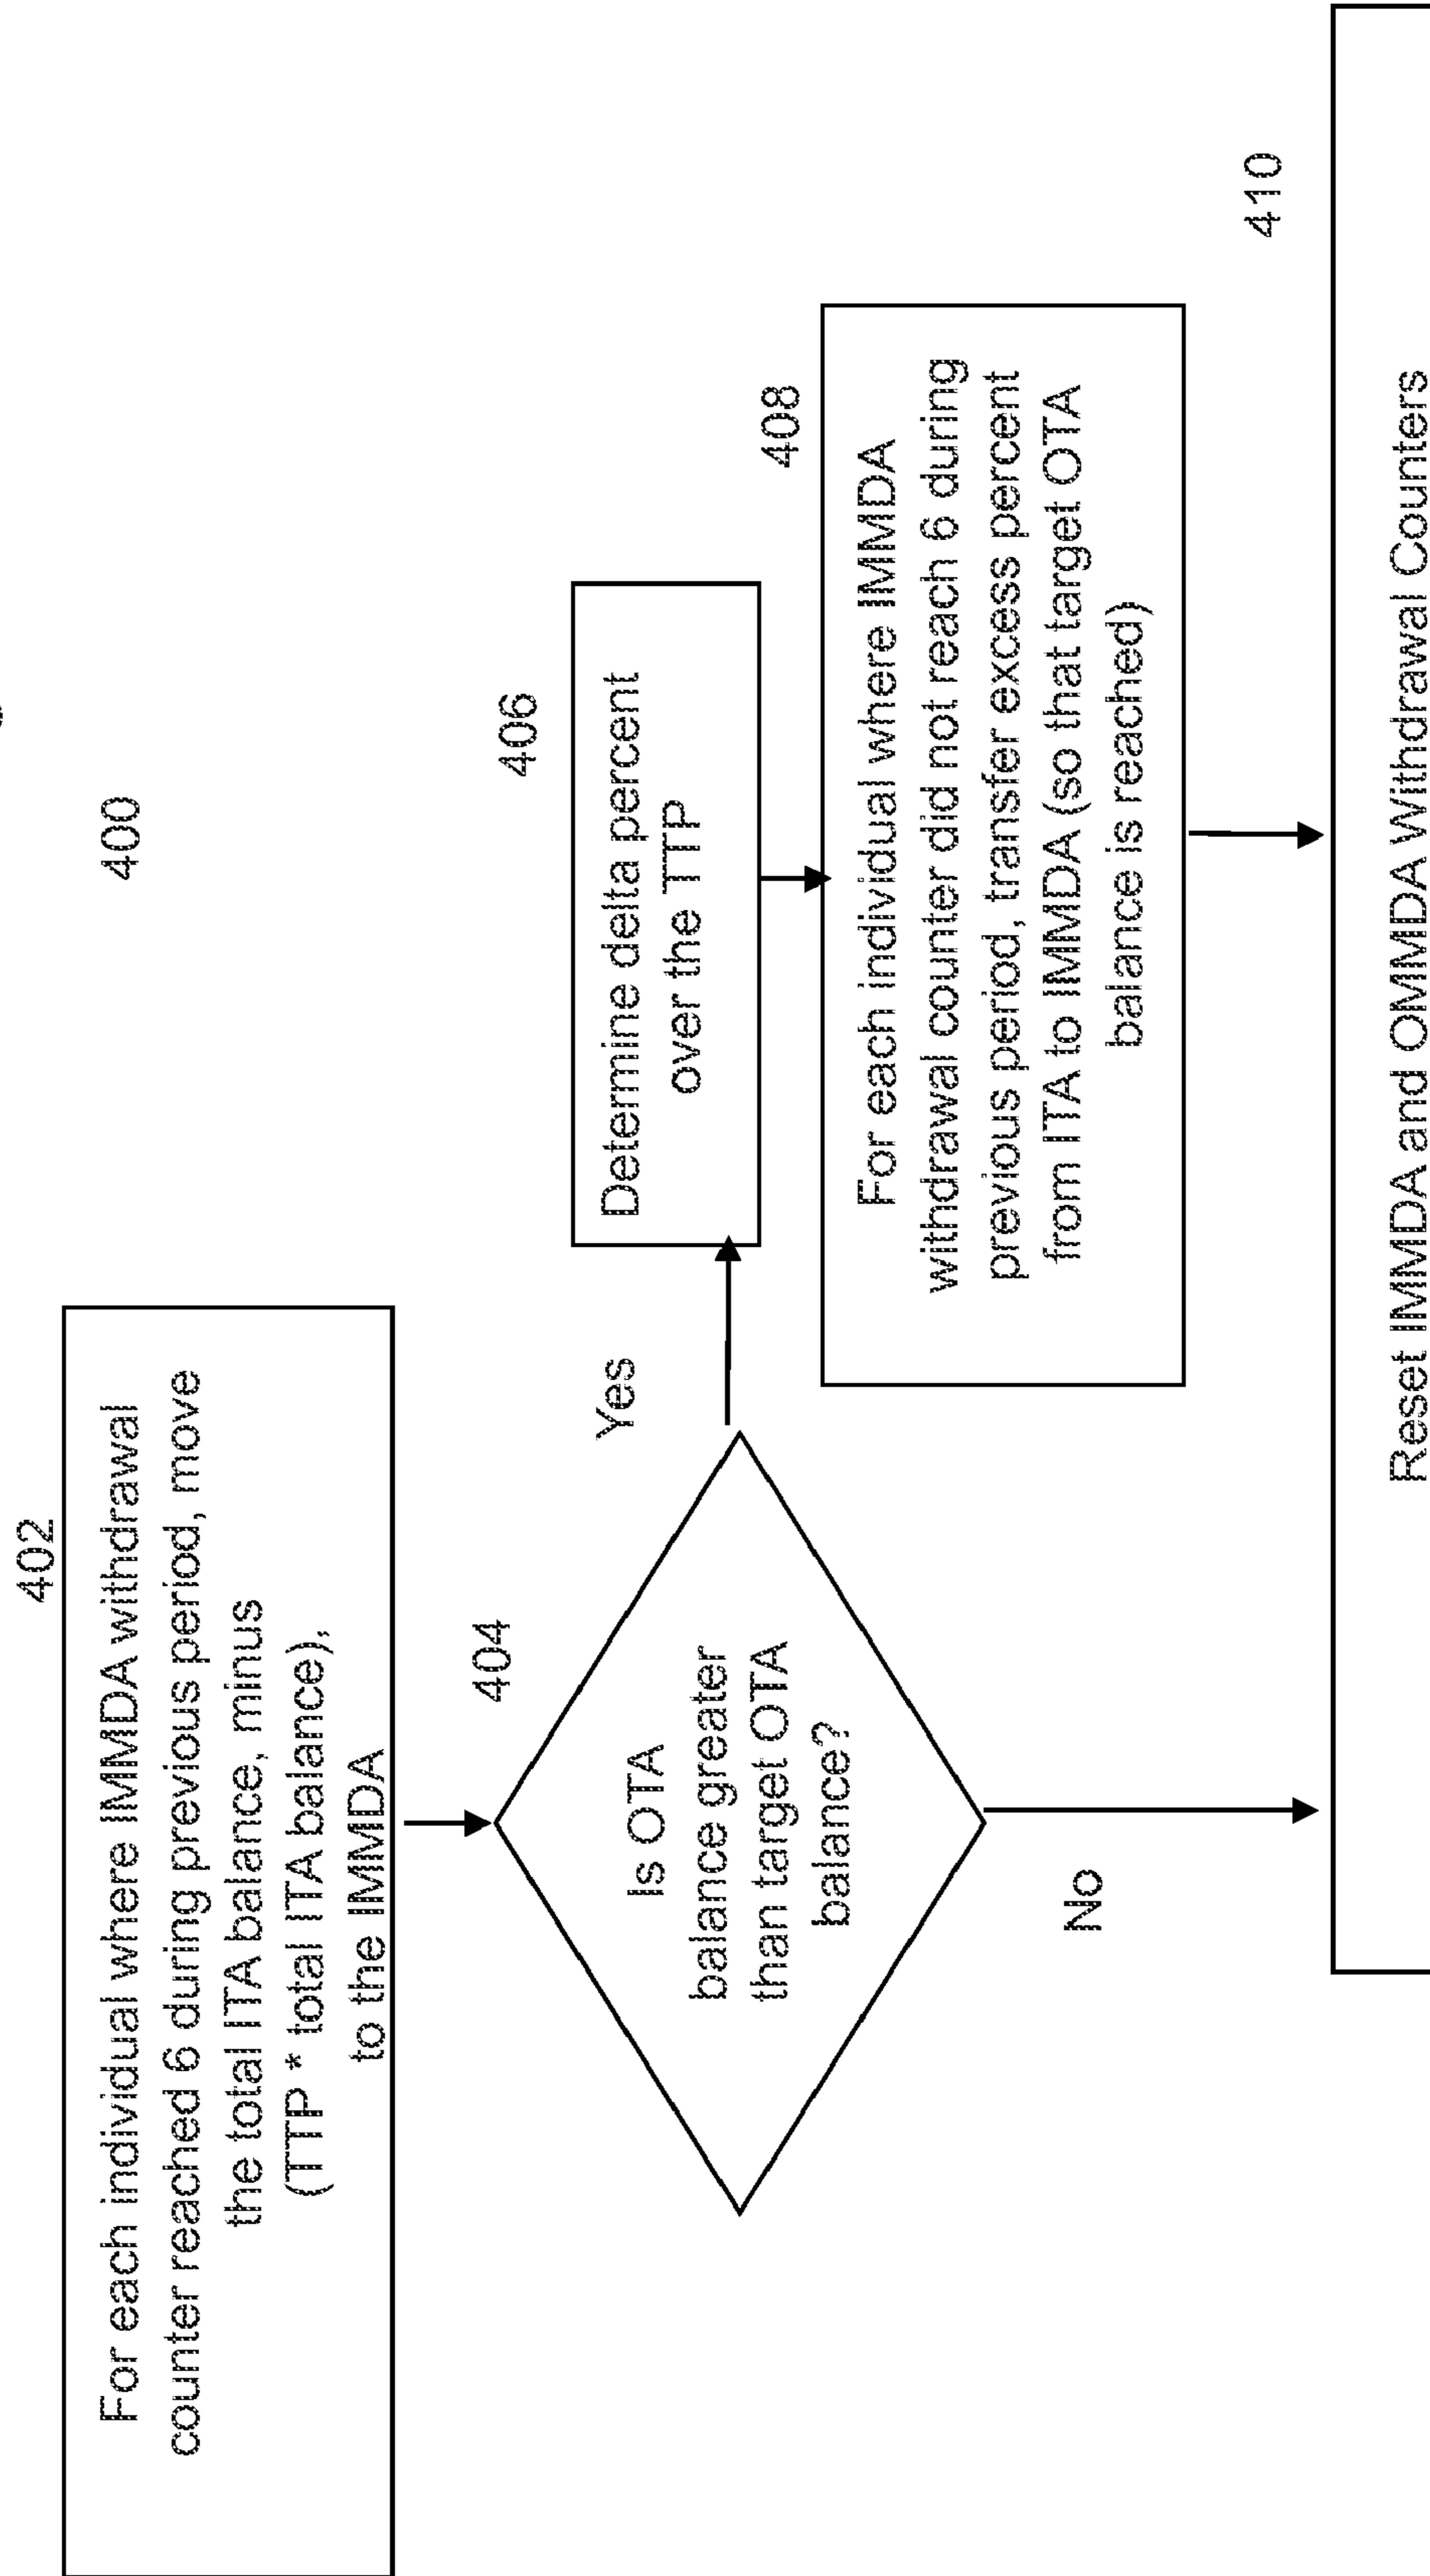 400
402
For each individual where IMMDA withdrawal
counter reached 6 during previous period, move
the total ITA balance, minus
(TTP * total ITA balance),
to the IMMDA
404
Is OTA
balance greater
than target OTA
balance?
Yes
No
406
Determine delta percent
over the TTP
408
For each individual where IMMDA
withdrawal counter did not reach 6 during
previous period, transfer excess percent
from ITA to IMMDA (so that target OTA
balance is reached)
410
Reset IMMDA and OMMDA Withdrawal Counters